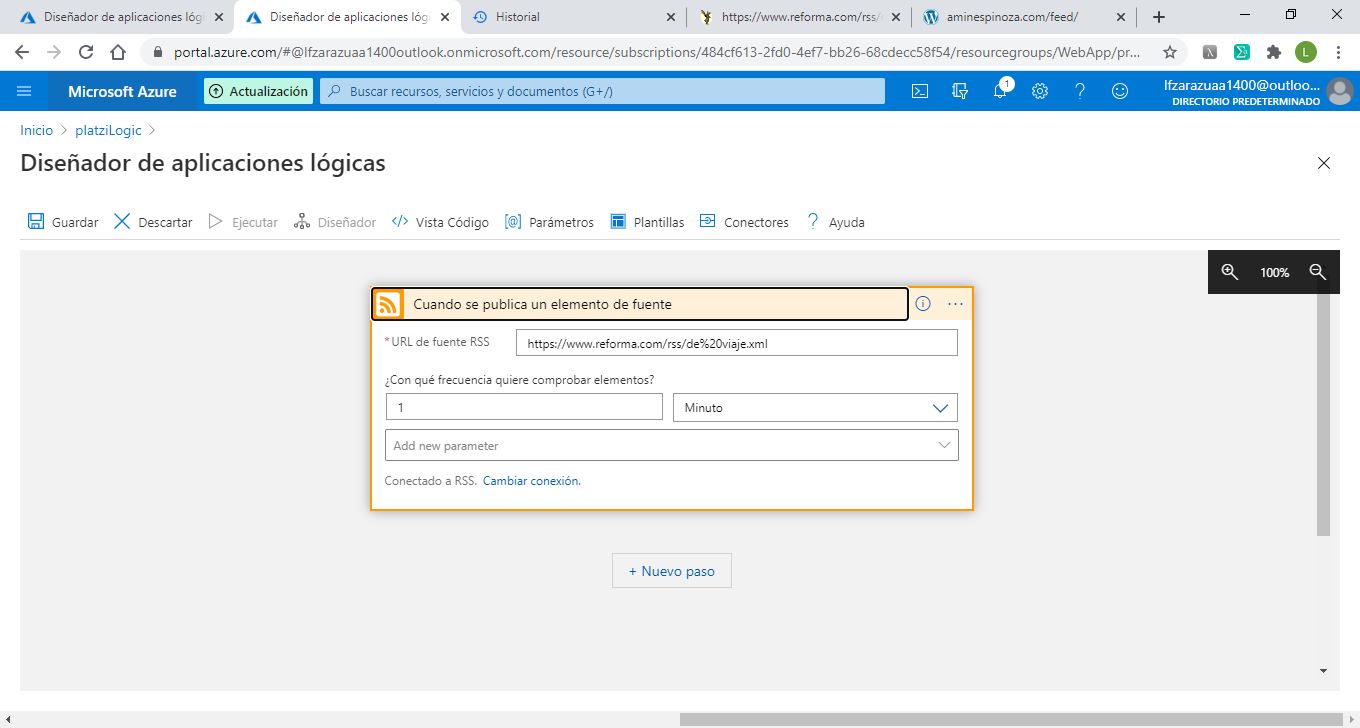 Diseñador de aplicaciones lóg
Diseñador de aplicaciones lóg
Historial
https://www.reforma.com/rss/
aminespinoza.com/feed/
portal.azure.com/#@lfzarazuaa1400outlook.onmicrosoft.com/resource/subscriptions/484cf613-2fd0-4ef7-bb26-68cdecc58f54/resourcegroups/WebApp/pr...
L
Microsoft Azure
Actualización
Buscar recursos, servicios y documentos (G+/)
1
lfzarazuaa1400@outloo...
DIRECTORIO PREDETERMINADO
Inicio > platziLogic >
Diseñador de aplicaciones lógicas
Guardar
Descartar
Ejecutar
Diseñador
Vista Código
Parámetros
Plantillas
Conectores
Ayuda
100%
Cuando se publica un elemento de fuente
*URL de fuente RSS
https://www.reforma.com/rss/de%20viaje.xml
¿Con qué frecuencia quiere comprobar elementos?
1
Minuto
Add new parameter
Conectado a RSS. Cambiar conexión.
+ Nuevo paso